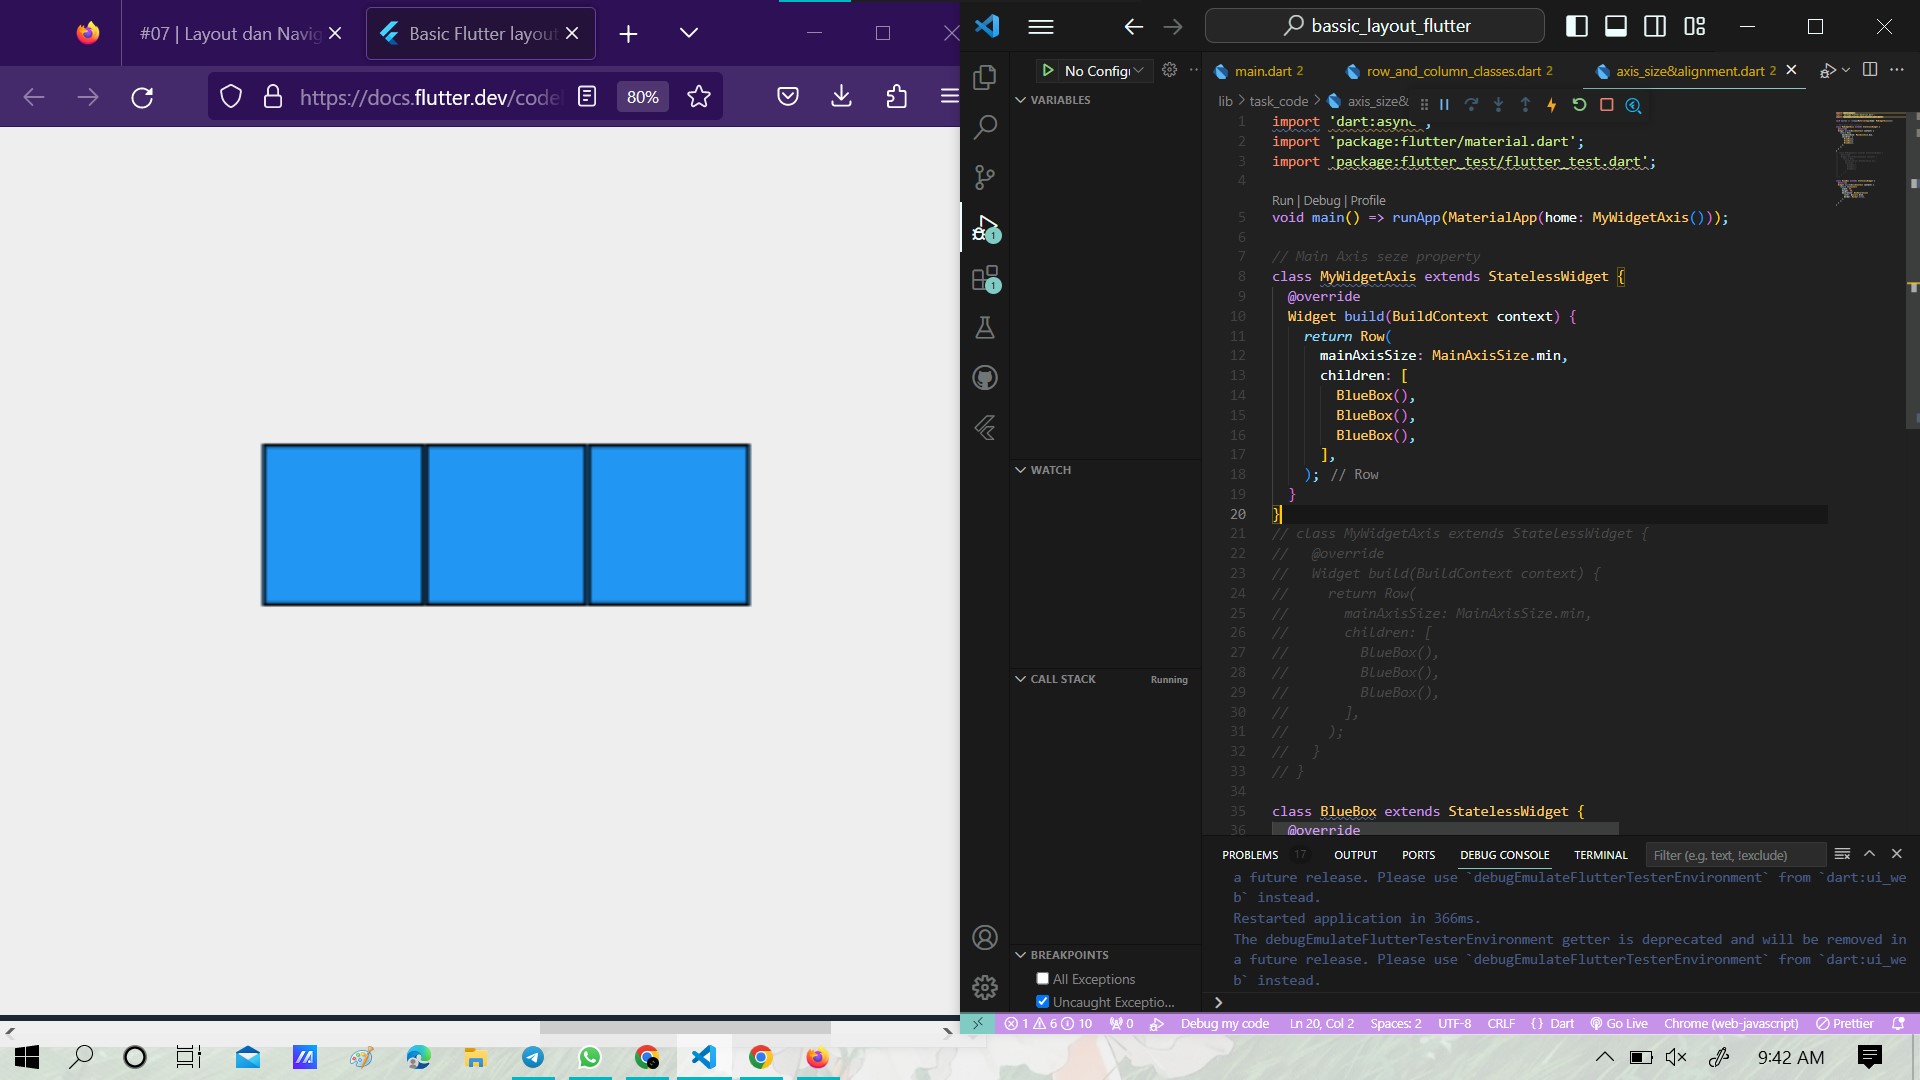 #07 | Layout dan Navig
Basic Flutter layout
https://docs.flutter.dev/codel
80%
bassic_layout_flutter
No Config
main.dart 2
row_and_column_classes.dart 2
axis_size&alignment.dart 2
lib > task_code > axis_size&
VARIABLES
WATCH
CALL STACK
Running
BREAKPOINTS
All Exceptions
Uncaught Exceptio...
1 import 'dart:async';
2 import 'package:flutter/material.dart';
3 import 'package:flutter_test/flutter_test.dart';
4
Run | Debug | Profile
5 void main() => runApp(MaterialApp(home: MyWidgetAxis()));
6
7 // Main Axis seze property
8 class MyWidgetAxis extends StatelessWidget {
9 @override
10 Widget build(BuildContext context) {
11 return Row(
12 mainAxisSize: MainAxisSize.min,
13 children: [
14 BlueBox(),
15 BlueBox(),
16 BlueBox(),
17 ],
18 ); // Row
19 }
20 }
21 // class MyWidgetAxis extends StatelessWidget {
22 // @override
23 // Widget build(BuildContext context) {
24 // return Row(
25 // mainAxisSize: MainAxisSize.min,
26 // children: [
27 // BlueBox(),
28 // BlueBox(),
29 // BlueBox(),
30 // ],
31 // );
32 // }
33 // }
34
35 class BlueBox extends StatelessWidget {
36 @override
PROBLEMS 17 OUTPUT PORTS DEBUG CONSOLE TERMINAL Filter (e.g. text, !exclude)
a future release. Please use `debugEmulateFlutterTesterEnvironment` from `dart:ui_we
b` instead.
Restarted application in 366ms.
The debugEmulateFlutterTesterEnvironment getter is deprecated and will be removed in
a future release. Please use `debugEmulateFlutterTesterEnvironment` from `dart:ui_we
b` instead.
>
1 6 10 0 Debug my code Ln 20, Col 2 Spaces: 2 UTF-8 CRLF {} Dart Go Live Chrome (web-javascript) Prettier
9:42 AM